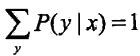 ∑_y P(y | x) = 1